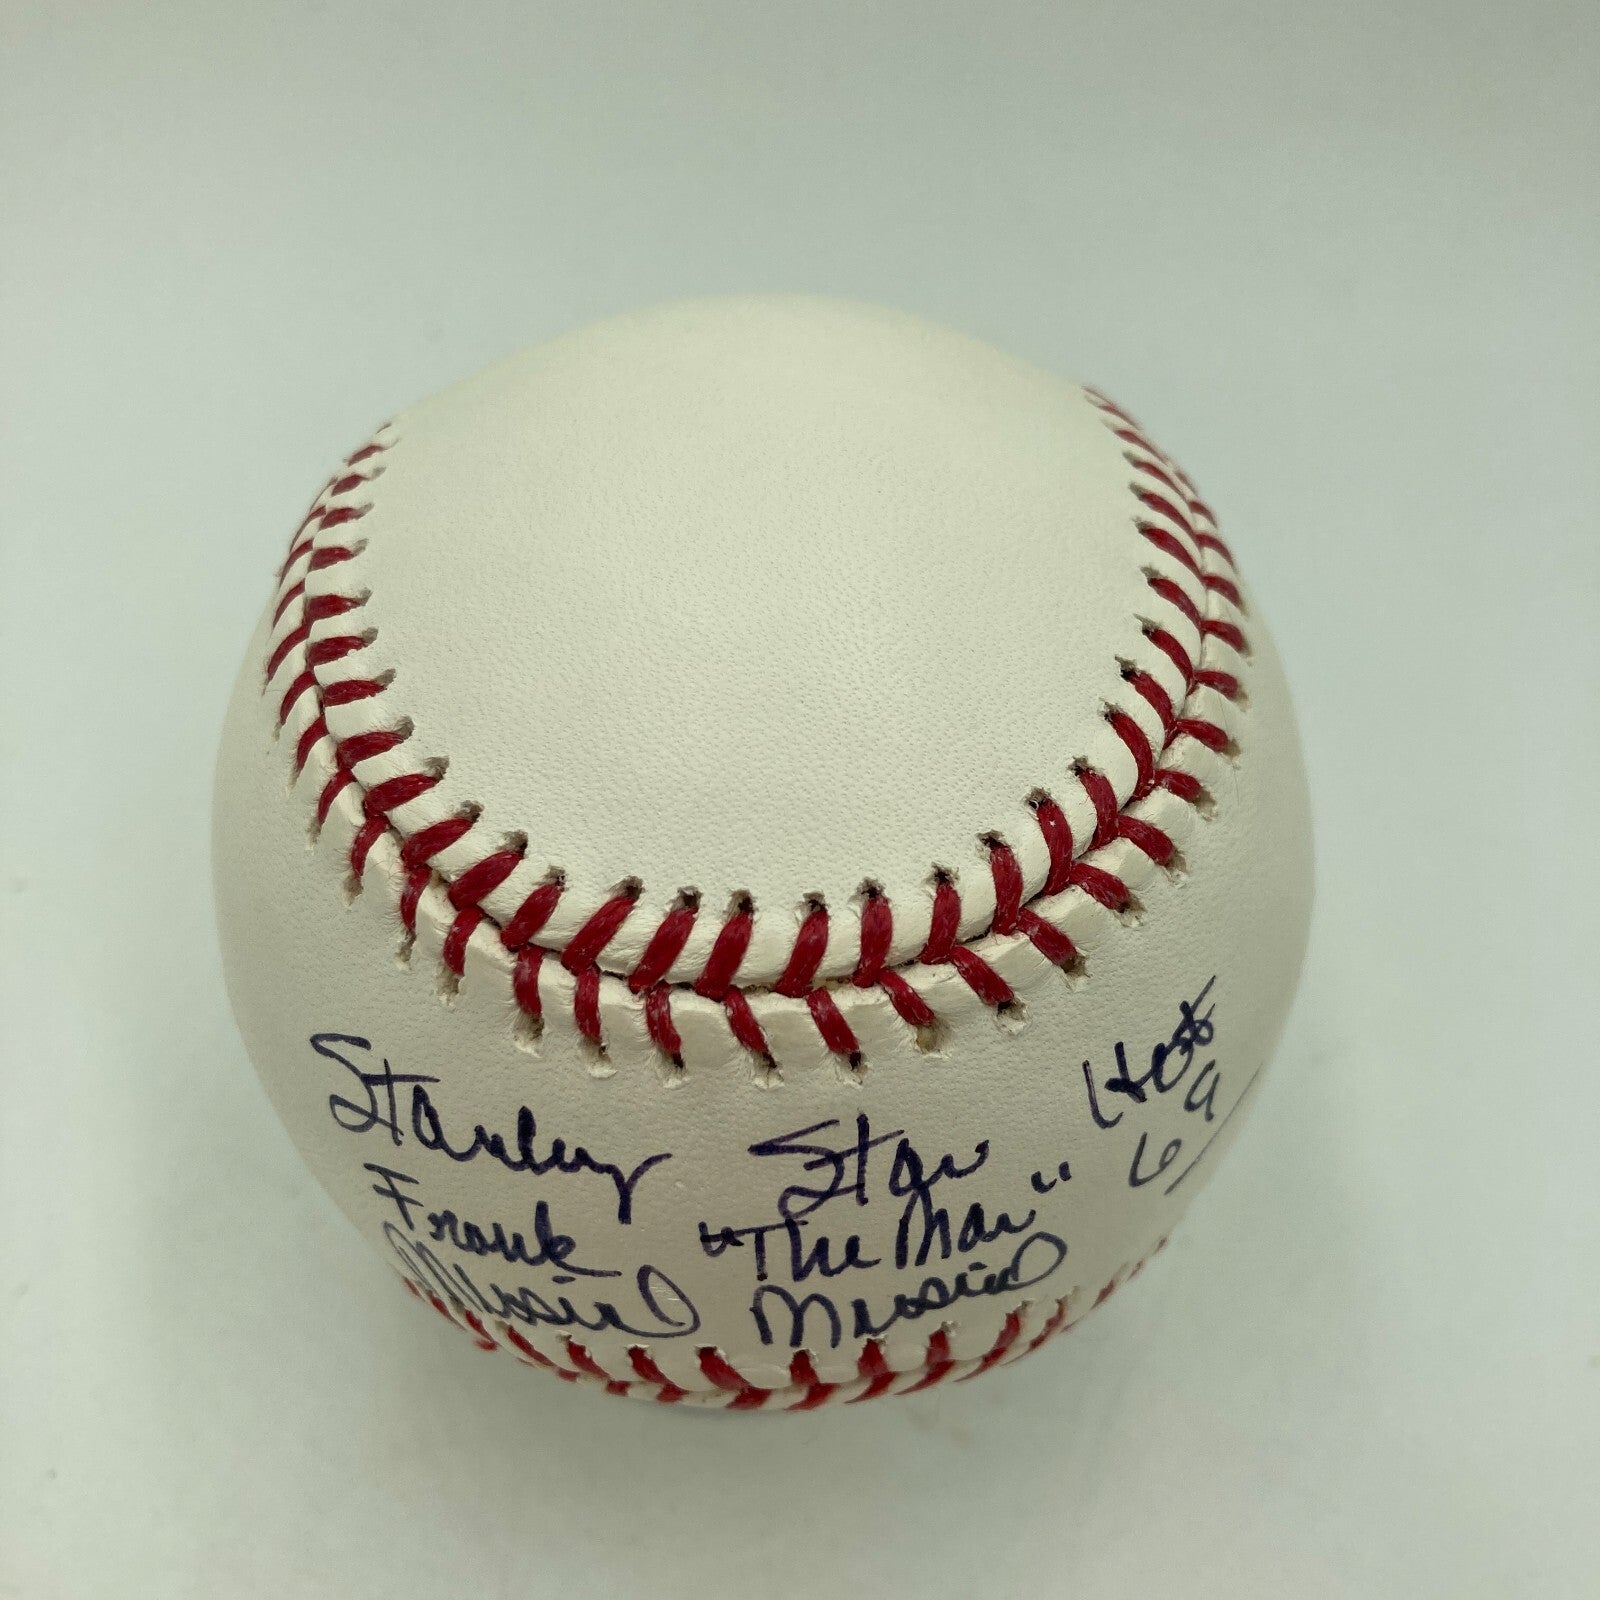 Stanley
Frank
Musial
Stan
"The Man"
Musial
HOF
69